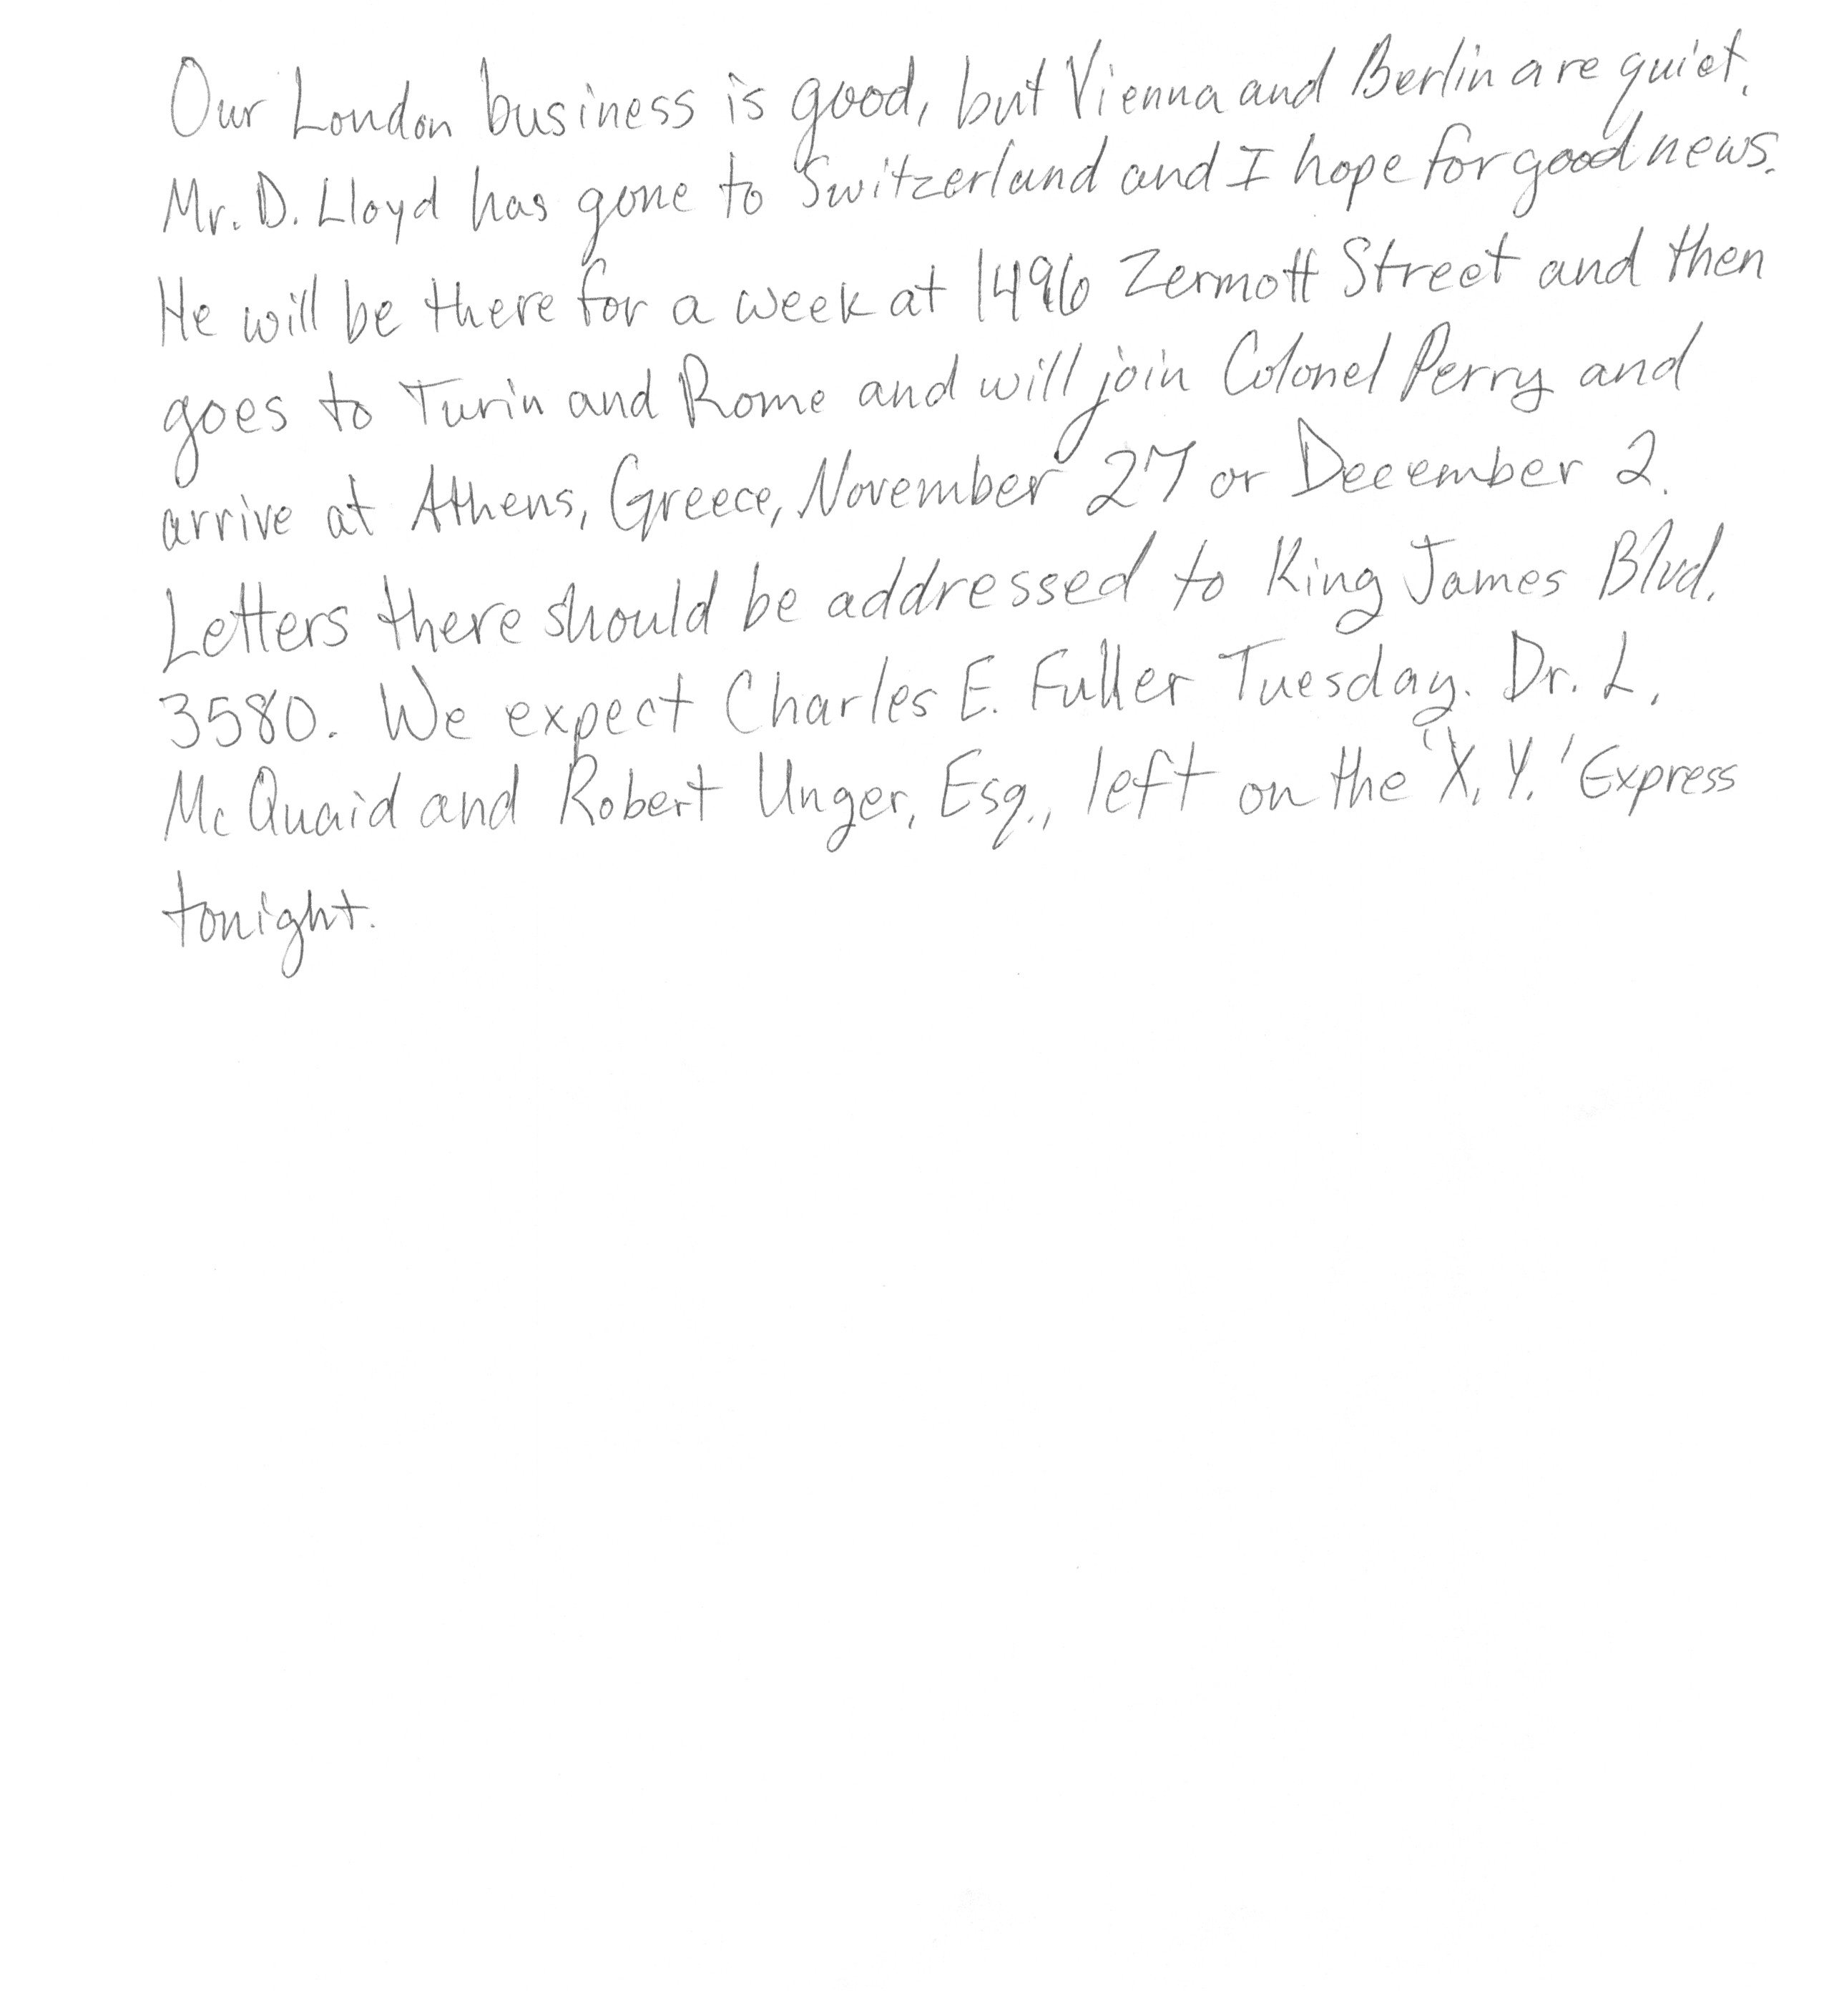 Our London business is good, but Vienna and Berlin are quiet.
Mr. D. Lloyd has gone to Switzerland and I hope for good news.
He will be there for a week at 1496 Zermott Street and then
goes to Turin and Rome and will join Colonel Perry and
arrive at Athens, Greece, November 27 or December 2.
Letters there should be addressed to King James Blvd.
3580. We expect Charles E. Fuller Tuesday. Dr. L.
McQuaid and Robert Unger, Esq., left on the 'X.Y.' Express
tonight.